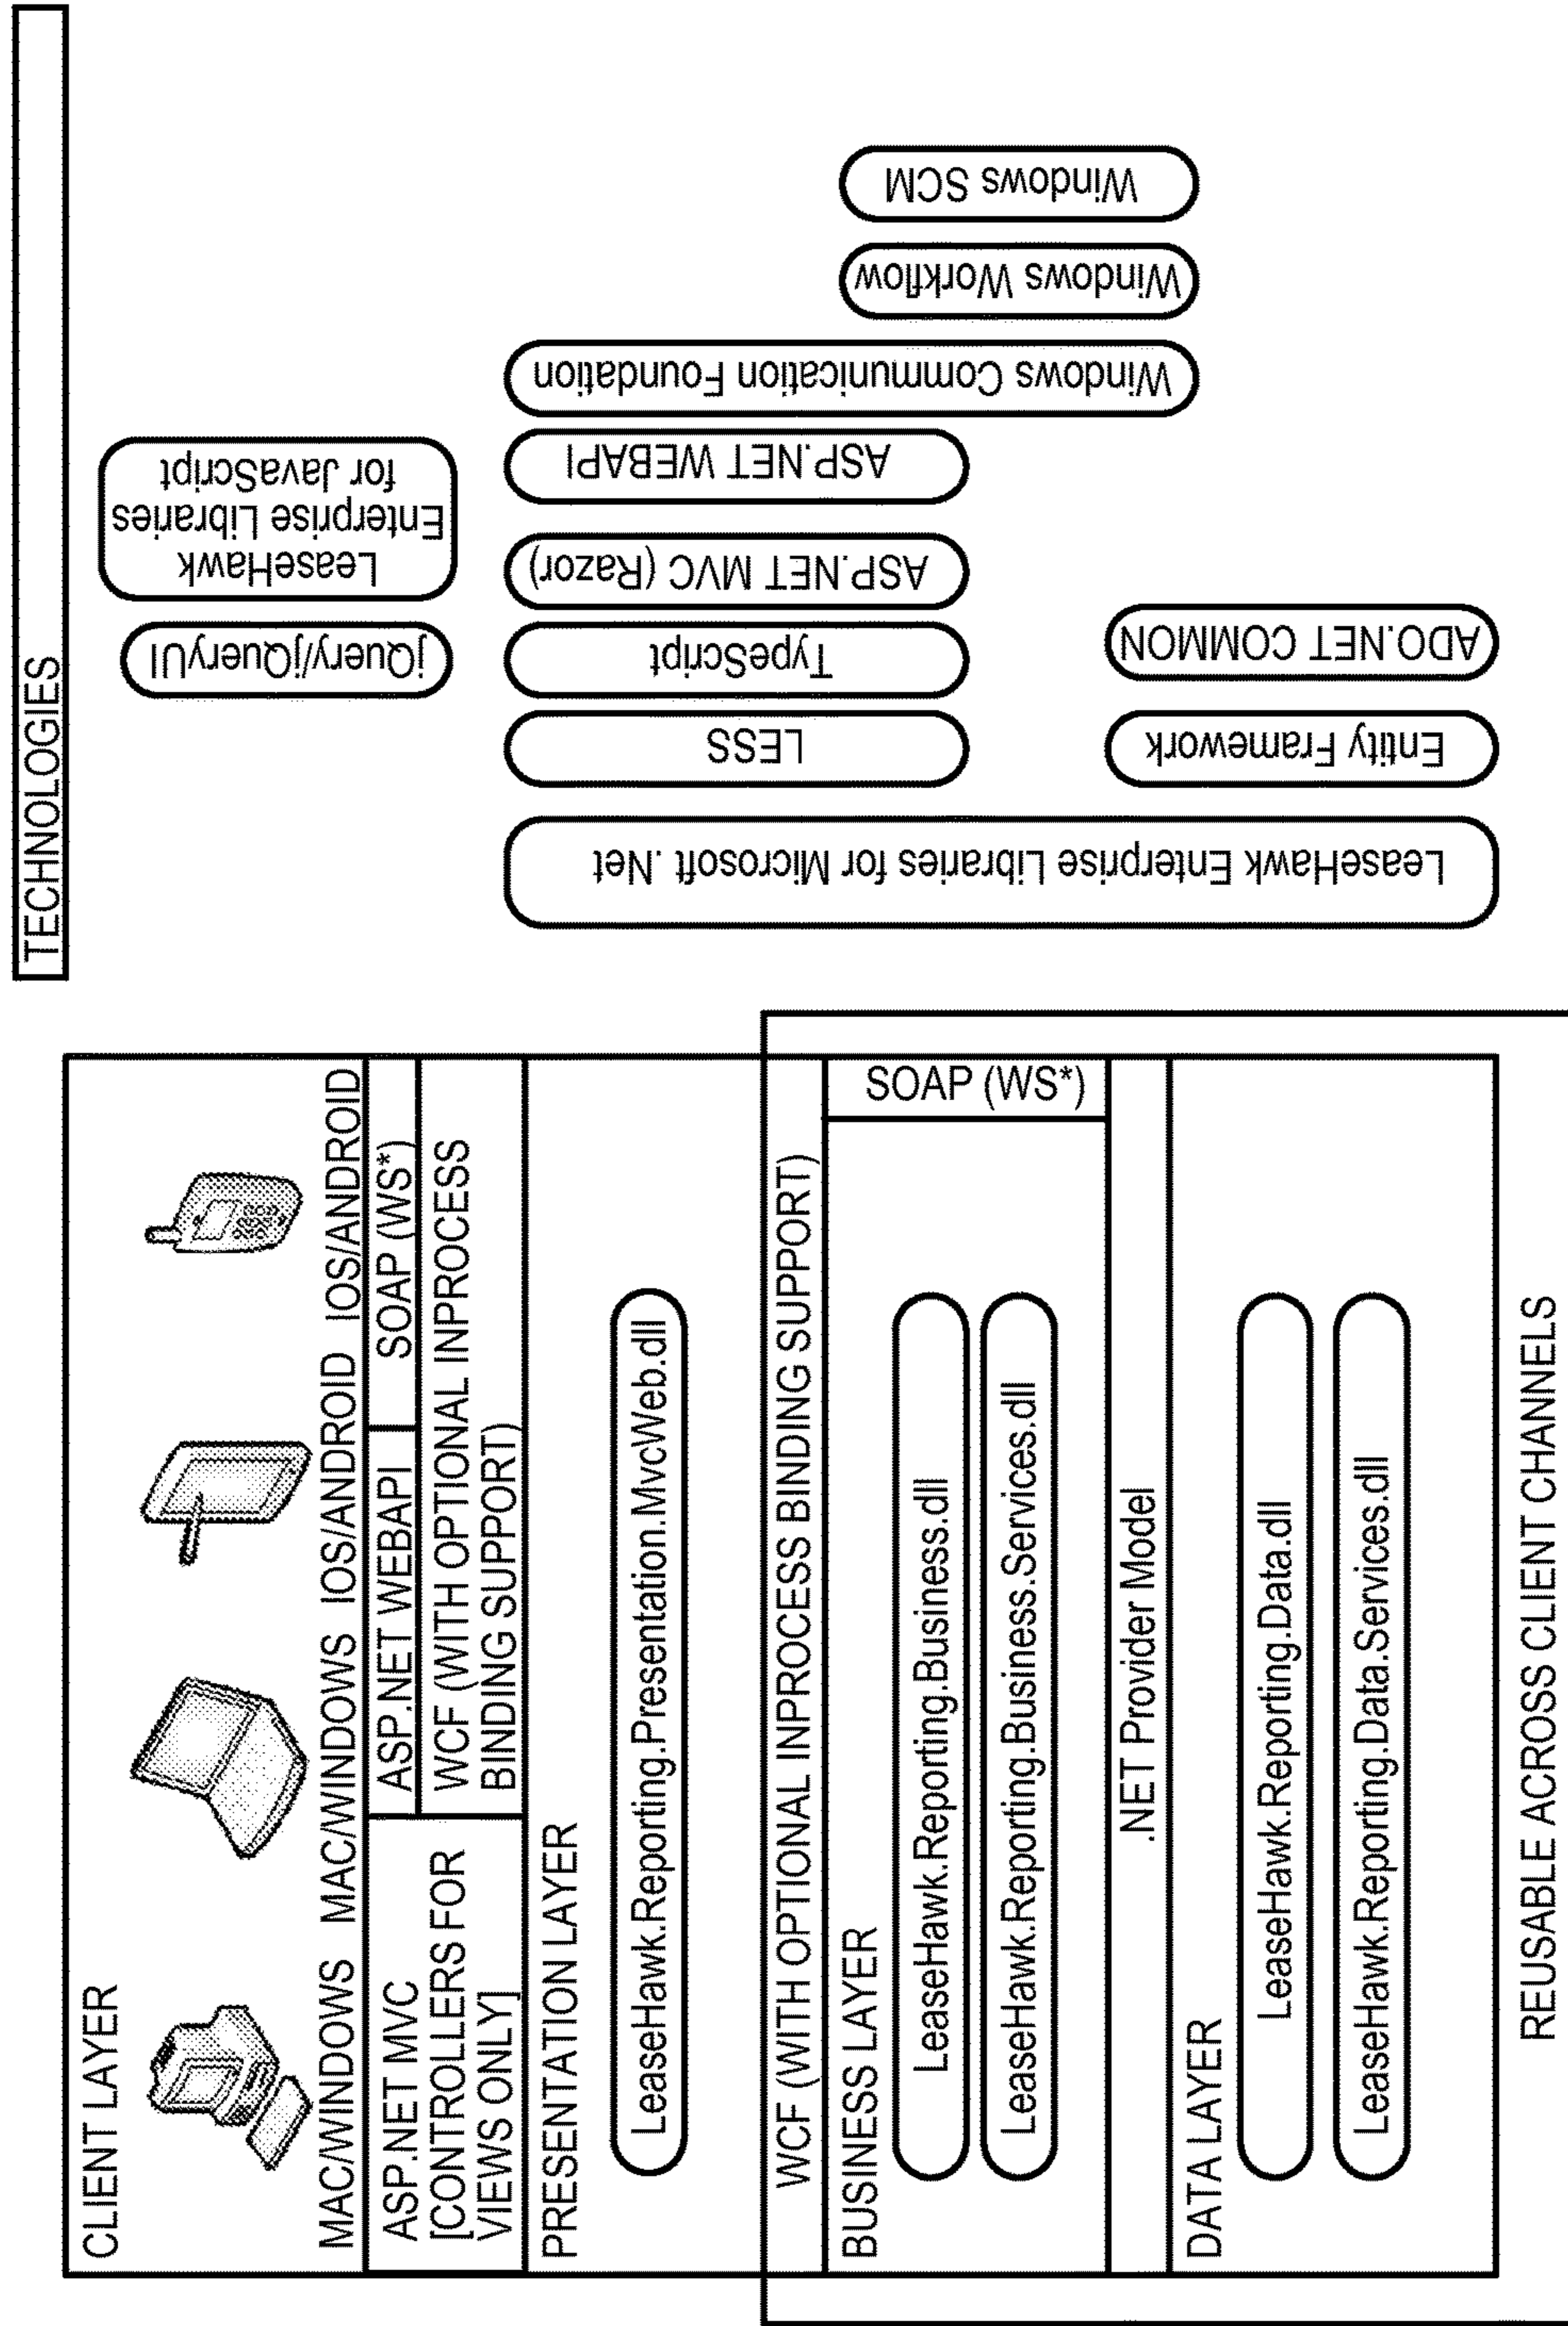 CLIENT LAYER
MAC/WINDOWS
MAC/WINDOWS
IOS/ANDROID
IOS/ANDROID
ASP.NET MVC
[CONTROLLERS FOR
VIEWS ONLY]
ASP.NET WEBAPI
SOAP (WS*)
WCF (WITH OPTIONAL INPROCESS
BINDING SUPPORT)
PRESENTATION LAYER
LeaseHawk.Reporting.Presentation.MvcWeb.dll
WCF (WITH OPTIONAL INPROCESS BINDING SUPPORT)
BUSINESS LAYER
SOAP (WS*)
LeaseHawk.Reporting.Business.dll
LeaseHawk.Reporting.Business.Services.dll
.NET Provider Model
DATA LAYER
LeaseHawk.Reporting.Data.dll
LeaseHawk.Reporting.Data.Services.dll
REUSABLE ACROSS CLIENT CHANNELS
TECHNOLOGIES
jQuery/jQueryUI
LeaseHawk
Enterprise Libraries
for JavaScript
LeaseHawk Enterprise Libraries for Microsoft .Net
LESS
TypeScript
ASP.NET MVC (Razor)
ASP.NET WEBAPI
Windows Communication Foundation
Windows Workflow
Windows SCM
Entity Framework
ADO.NET COMMON